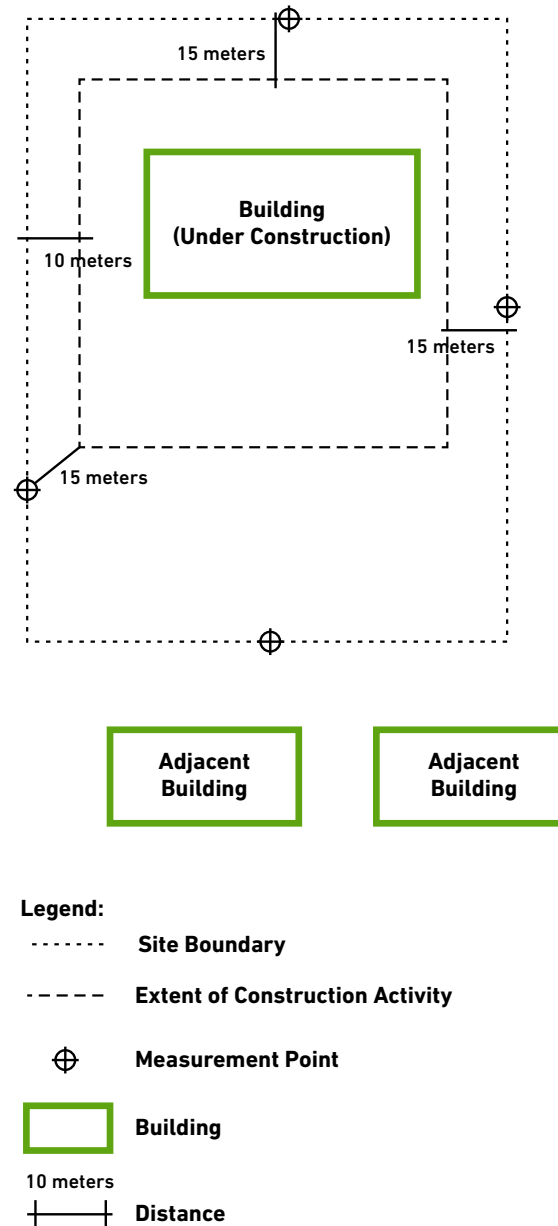 15 meters
Building
(Under Construction)
10 meters
15 meters
15 meters
Adjacent
Building
Adjacent
Building
Legend:
Site Boundary
Extent of Construction Activity
Measurement Point
Building
10 meters
Distance